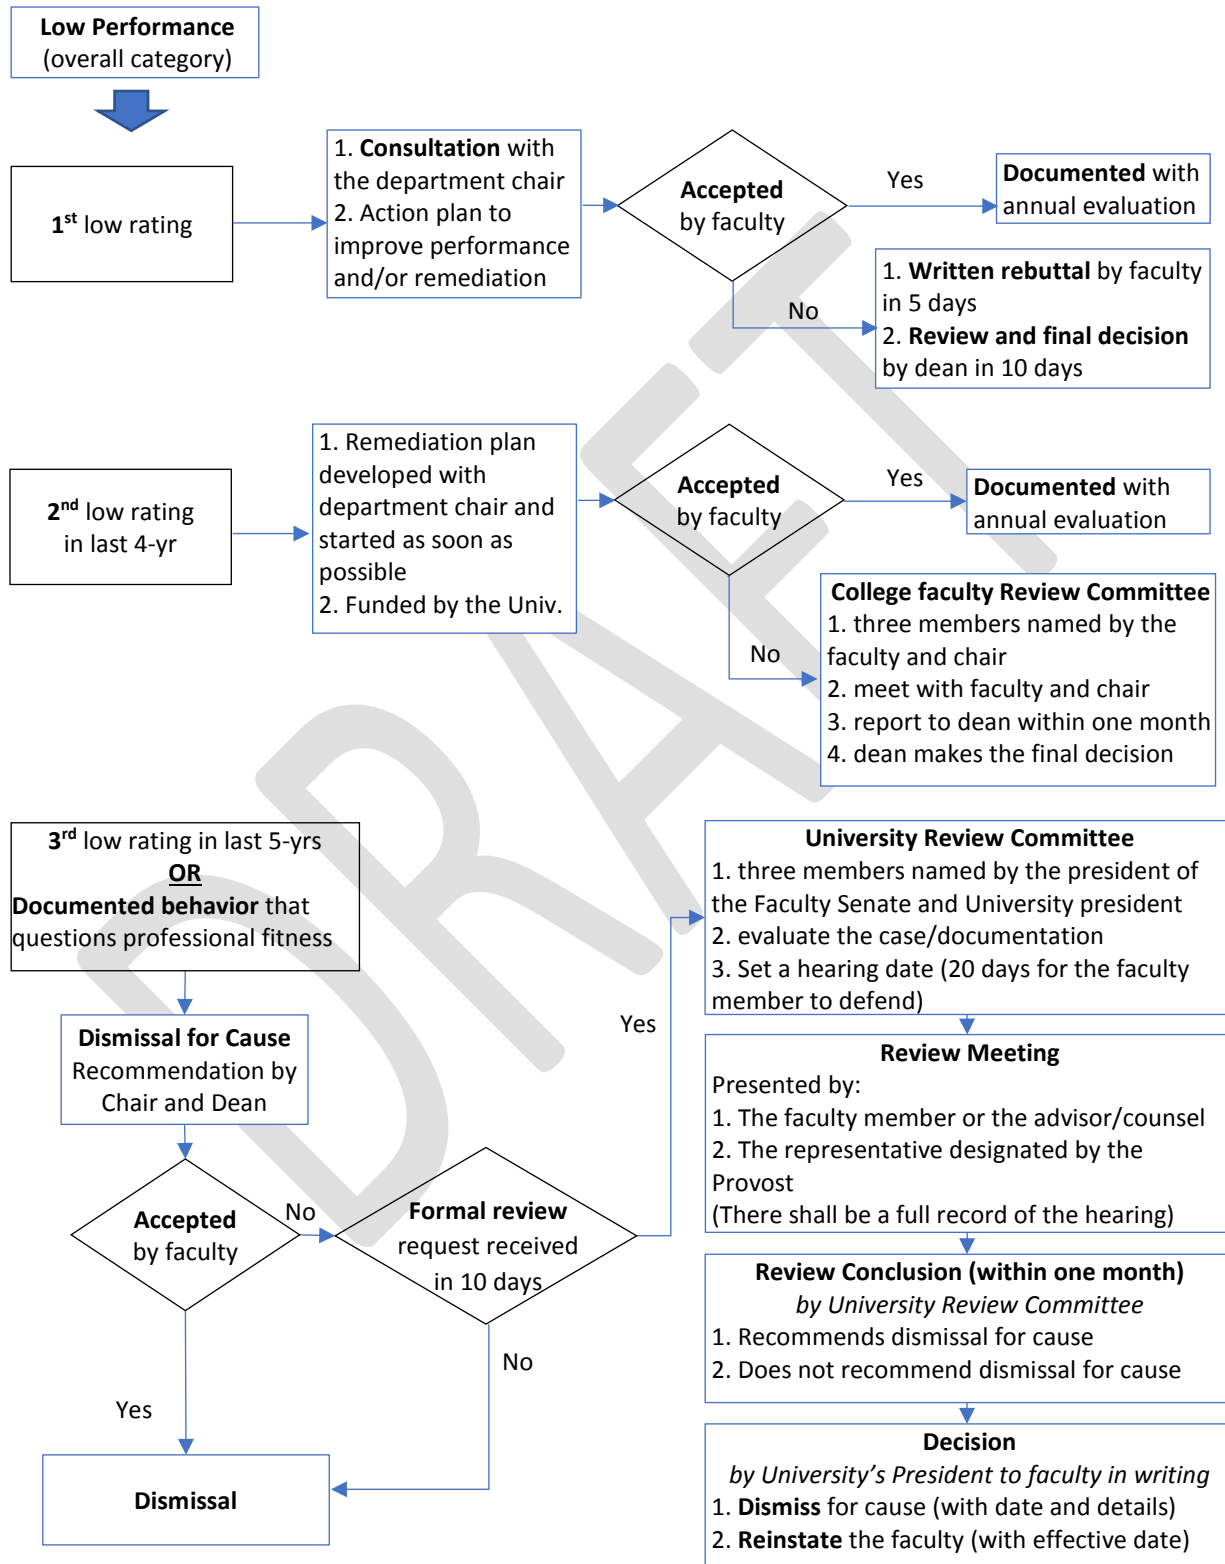 Low Performance
(overall category)
1st low rating
1. Consultation with
the department chair
2. Action plan to
improve performance
and/or remediation
Accepted
by faculty
Yes
Documented with
annual evaluation
No
1. Written rebuttal by faculty
in 5 days
2. Review and final decision
by dean in 10 days
2nd low rating
in last 4-yr
1. Remediation plan
developed with
department chair and
started as soon as
possible
2. Funded by the Univ.
Accepted
by faculty
Yes
Documented with
annual evaluation
No
College faculty Review Committee
1. three members named by the
faculty and chair
2. meet with faculty and chair
3. report to dean within one month
4. dean makes the final decision
3rd low rating in last 5-yrs
OR
Documented behavior that
questions professional fitness
Dismissal for Cause
Recommendation by
Chair and Dean
Accepted
by faculty
No
Formal review
request received
in 10 days
Yes
No
Yes
Dismissal
University Review Committee
1. three members named by the president of
the Faculty Senate and University president
2. evaluate the case/documentation
3. Set a hearing date (20 days for the faculty
member to defend)
Review Meeting
Presented by:
1. The faculty member or the advisor/counsel
2. The representative designated by the
Provost
(There shall be a full record of the hearing)
Review Conclusion (within one month)
by University Review Committee
1. Recommends dismissal for cause
2. Does not recommend dismissal for cause
Decision
by University's President to faculty in writing
1. Dismiss for cause (with date and details)
2. Reinstate the faculty (with effective date)
DRAFT